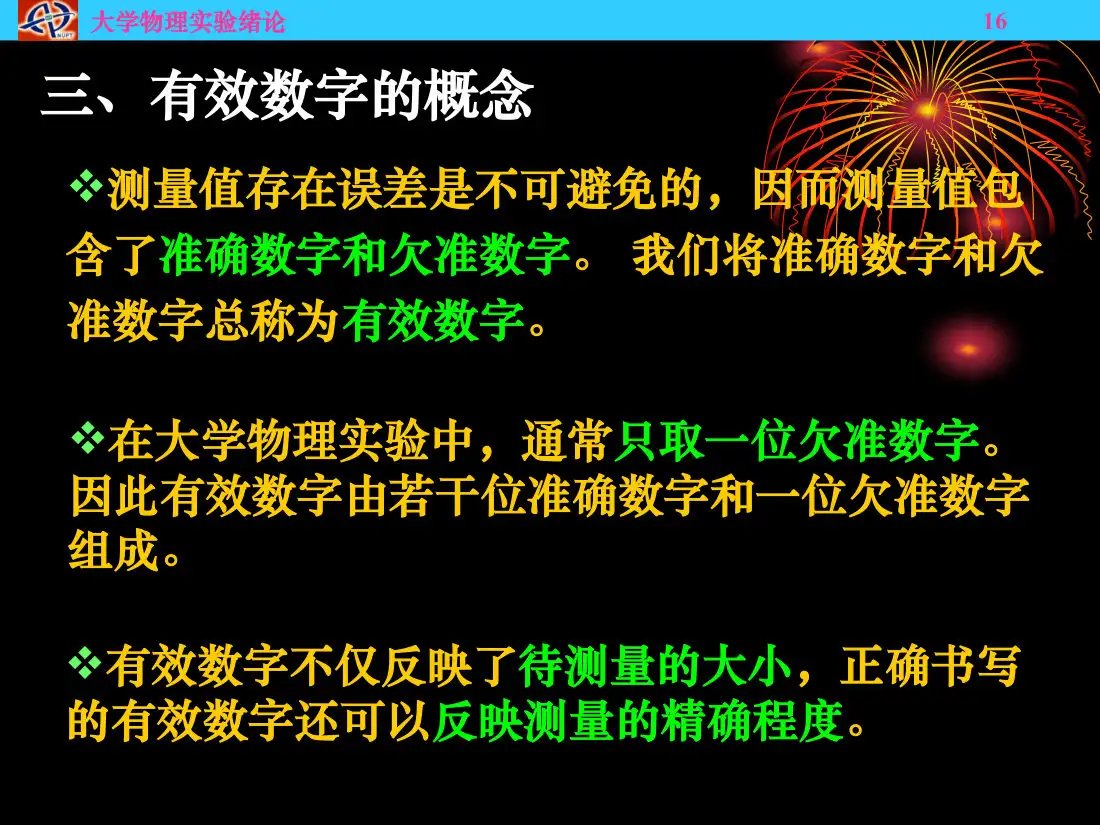 大学物理实验绪论
16
NUPT
三、有效数字的概念
❖测量值存在误差是不可避免的，因而测量值包
含了准确数字和欠准数字。 我们将准确数字和欠
准数字总称为有效数字。
❖在大学物理实验中，通常只取一位欠准数字。
因此有效数字由若干位准确数字和一位欠准数字
组成。
❖有效数字不仅反映了待测量的大小，正确书写
的有效数字还可以反映测量的精确程度。